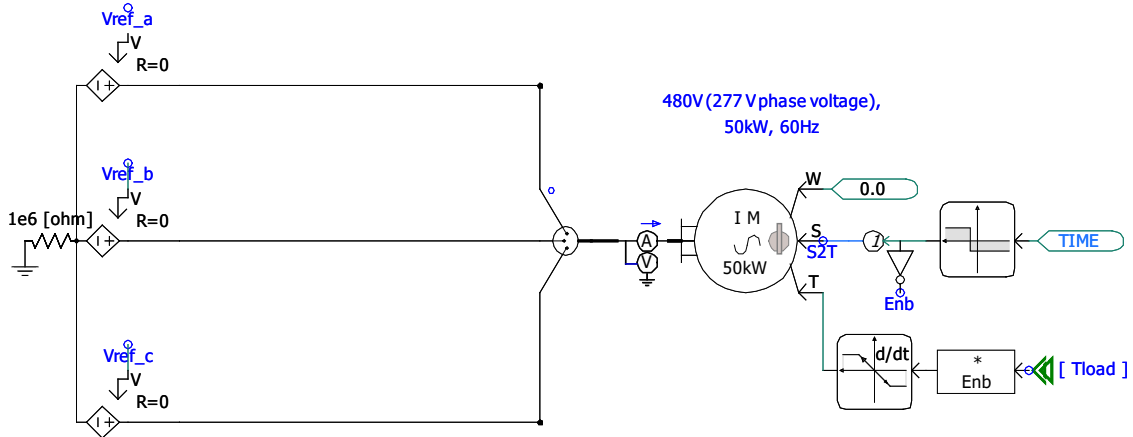 Vref_a
V
R=0
480V (277 V phase voltage),
50kW, 60Hz
Vref_b
V
R=0
1e6 [ohm]
W
0.0
I M
S
1
TIME
A
S2T
V
50kW
T
Enb
Vref_c
V
R=0
d/dt
*
Enb
[ Tload ]